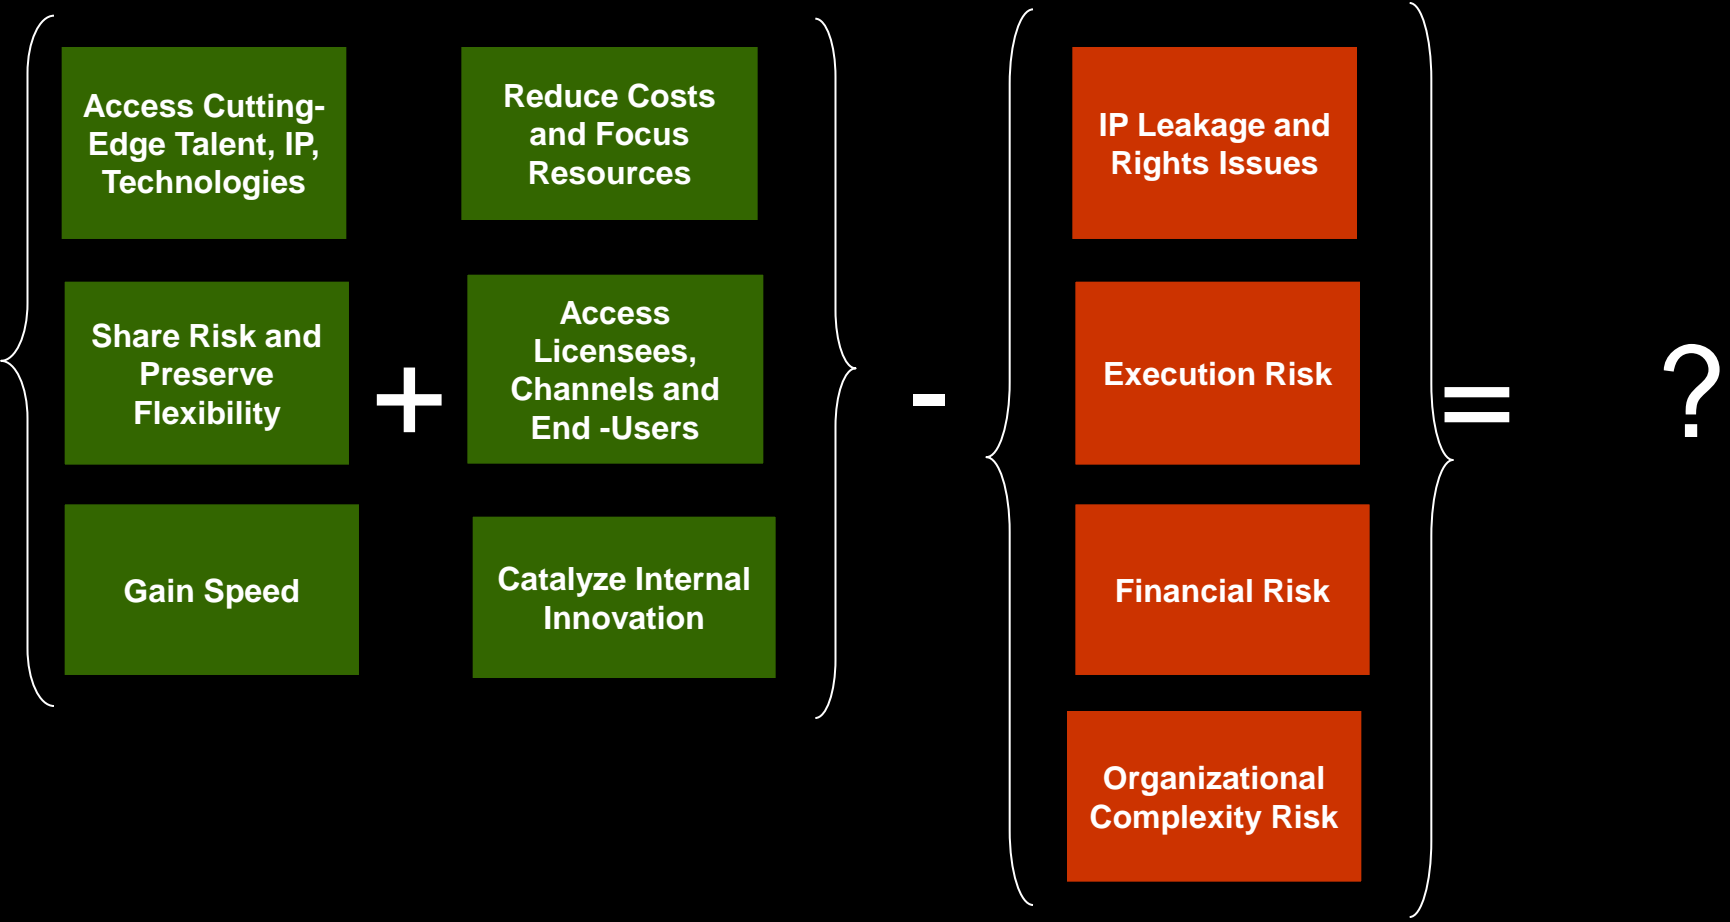 Access Cutting-
Edge Talent, IP,
Technologies
Reduce Costs
and Focus
Resources
Share Risk and
Preserve
Flexibility
+
Access
Licensees,
Channels and
End -Users
Gain Speed
Catalyze Internal
Innovation
-
IP Leakage and
Rights Issues
Execution Risk
Financial Risk
Organizational
Complexity Risk
=
?